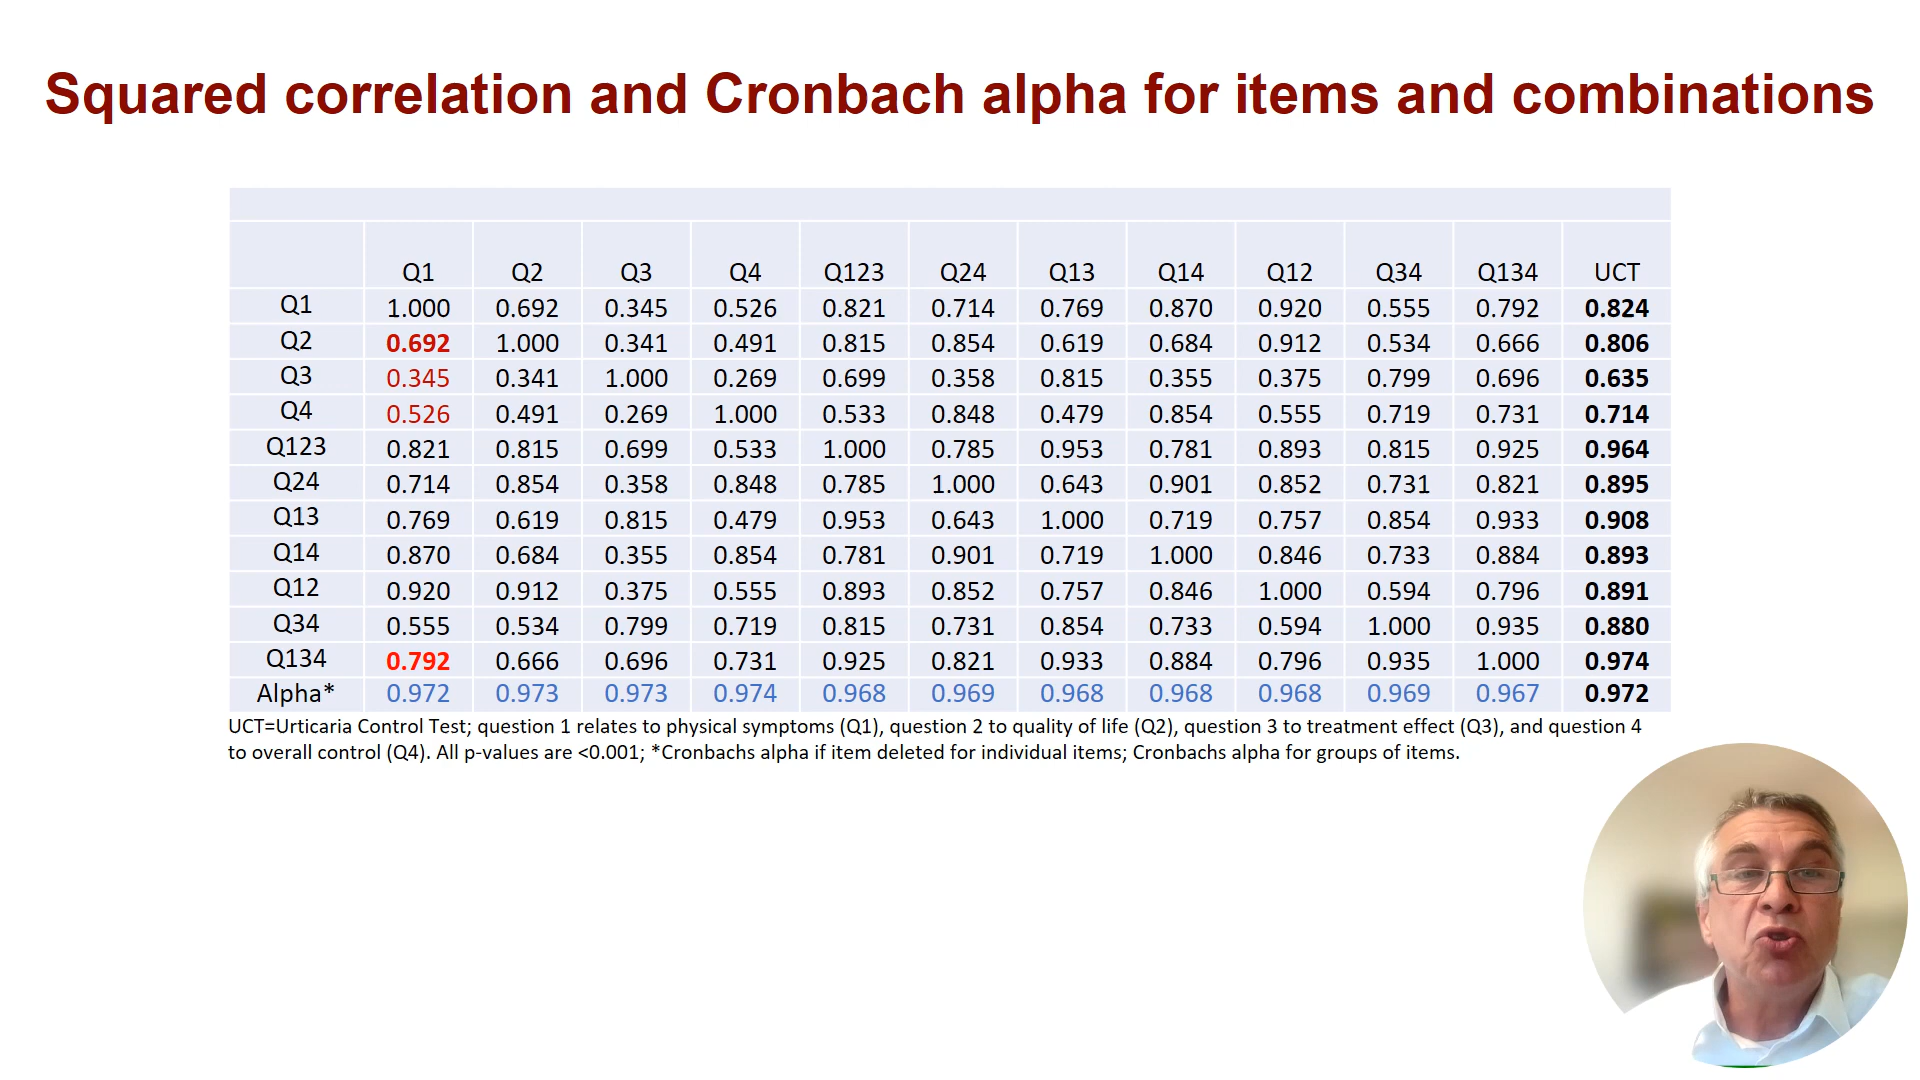 Squared correlation and Cronbach alpha for items and combinations
Q1 Q2 Q3 Q4 Q123 Q24 Q13 Q14 Q12 Q34 Q134 UCT
Q1 1.000 0.692 0.345 0.526 0.821 0.714 0.769 0.870 0.920 0.555 0.792 0.824
Q2 0.692 1.000 0.341 0.491 0.815 0.854 0.619 0.684 0.912 0.534 0.666 0.806
Q3 0.345 0.341 1.000 0.269 0.699 0.358 0.815 0.355 0.375 0.799 0.696 0.635
Q4 0.526 0.491 0.269 1.000 0.533 0.848 0.479 0.854 0.555 0.719 0.731 0.714
Q123 0.821 0.815 0.699 0.533 1.000 0.785 0.953 0.781 0.893 0.815 0.925 0.964
Q24 0.714 0.854 0.358 0.848 0.785 1.000 0.643 0.901 0.852 0.731 0.821 0.895
Q13 0.769 0.619 0.815 0.479 0.953 0.643 1.000 0.719 0.757 0.854 0.933 0.908
Q14 0.870 0.684 0.355 0.854 0.781 0.901 0.719 1.000 0.846 0.733 0.884 0.893
Q12 0.920 0.912 0.375 0.555 0.893 0.852 0.757 0.846 1.000 0.594 0.796 0.891
Q34 0.555 0.534 0.799 0.719 0.815 0.731 0.854 0.733 0.594 1.000 0.935 0.880
Q134 0.792 0.666 0.696 0.731 0.925 0.821 0.933 0.884 0.796 0.935 1.000 0.974
Alpha* 0.972 0.973 0.973 0.974 0.968 0.969 0.968 0.968 0.968 0.969 0.967 0.972
UCT=Urticaria Control Test; question 1 relates to physical symptoms (Q1), question 2 to quality of life (Q2), question 3 to treatment effect (Q3), and question 4
to overall control (Q4). All p-values are <0.001; *Cronbachs alpha if item deleted for individual items; Cronbachs alpha for groups of items.